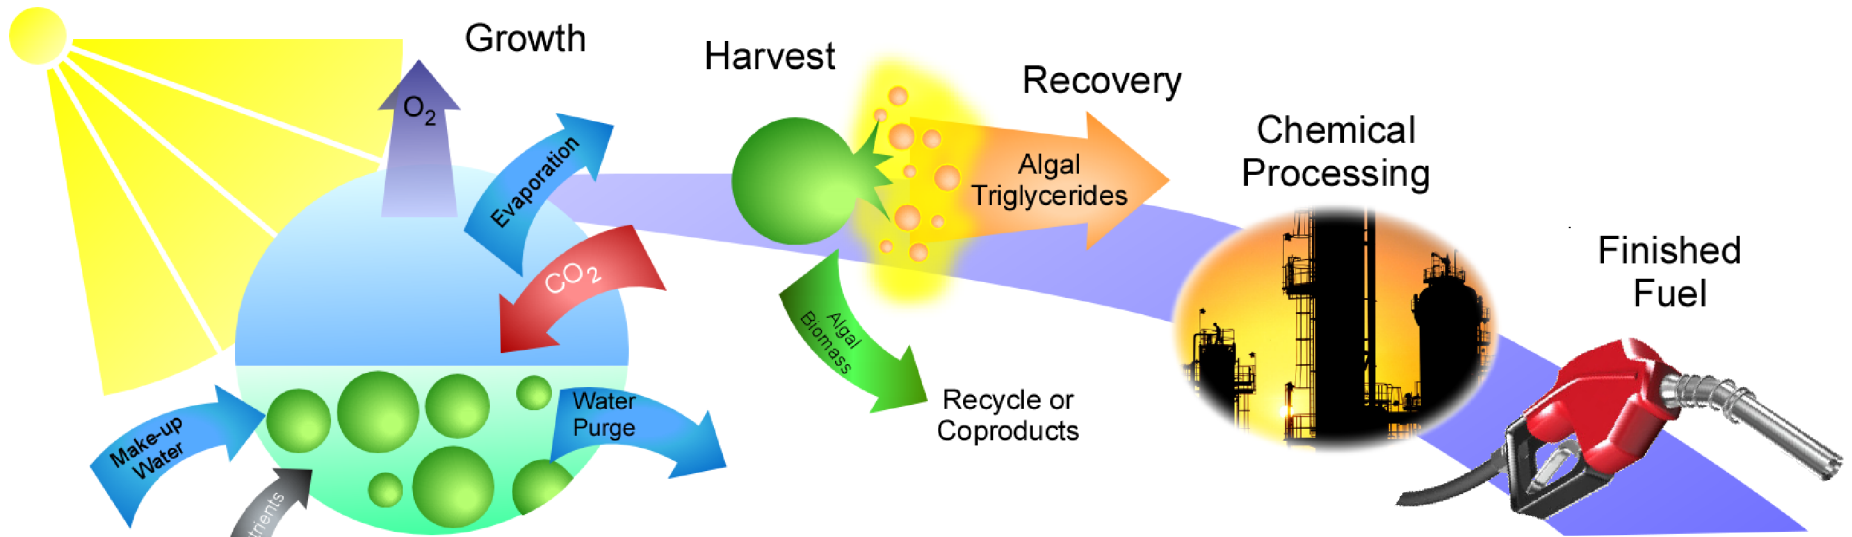 Growth
Harvest
Recovery
Chemical
Processing
Finished
Fuel
O2
Evaporation
CO2
Algal
Triglycerides
Algal
Biomass
Recycle or
Coproducts
Make-up
Water
Water
Purge